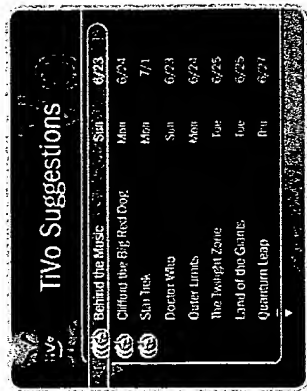 TiVo Suggestions
Behind the Music Sun 6/23
Clifford the Big Red Dog Mon 6/24
Star Trek Mon 7/1
Doctor Who Sun 6/23
Outer Limits Mon 6/24
The Twilight Zone Tue 6/25
Land of the Giants Tue 6/25
Quantum Leap Thu 6/27